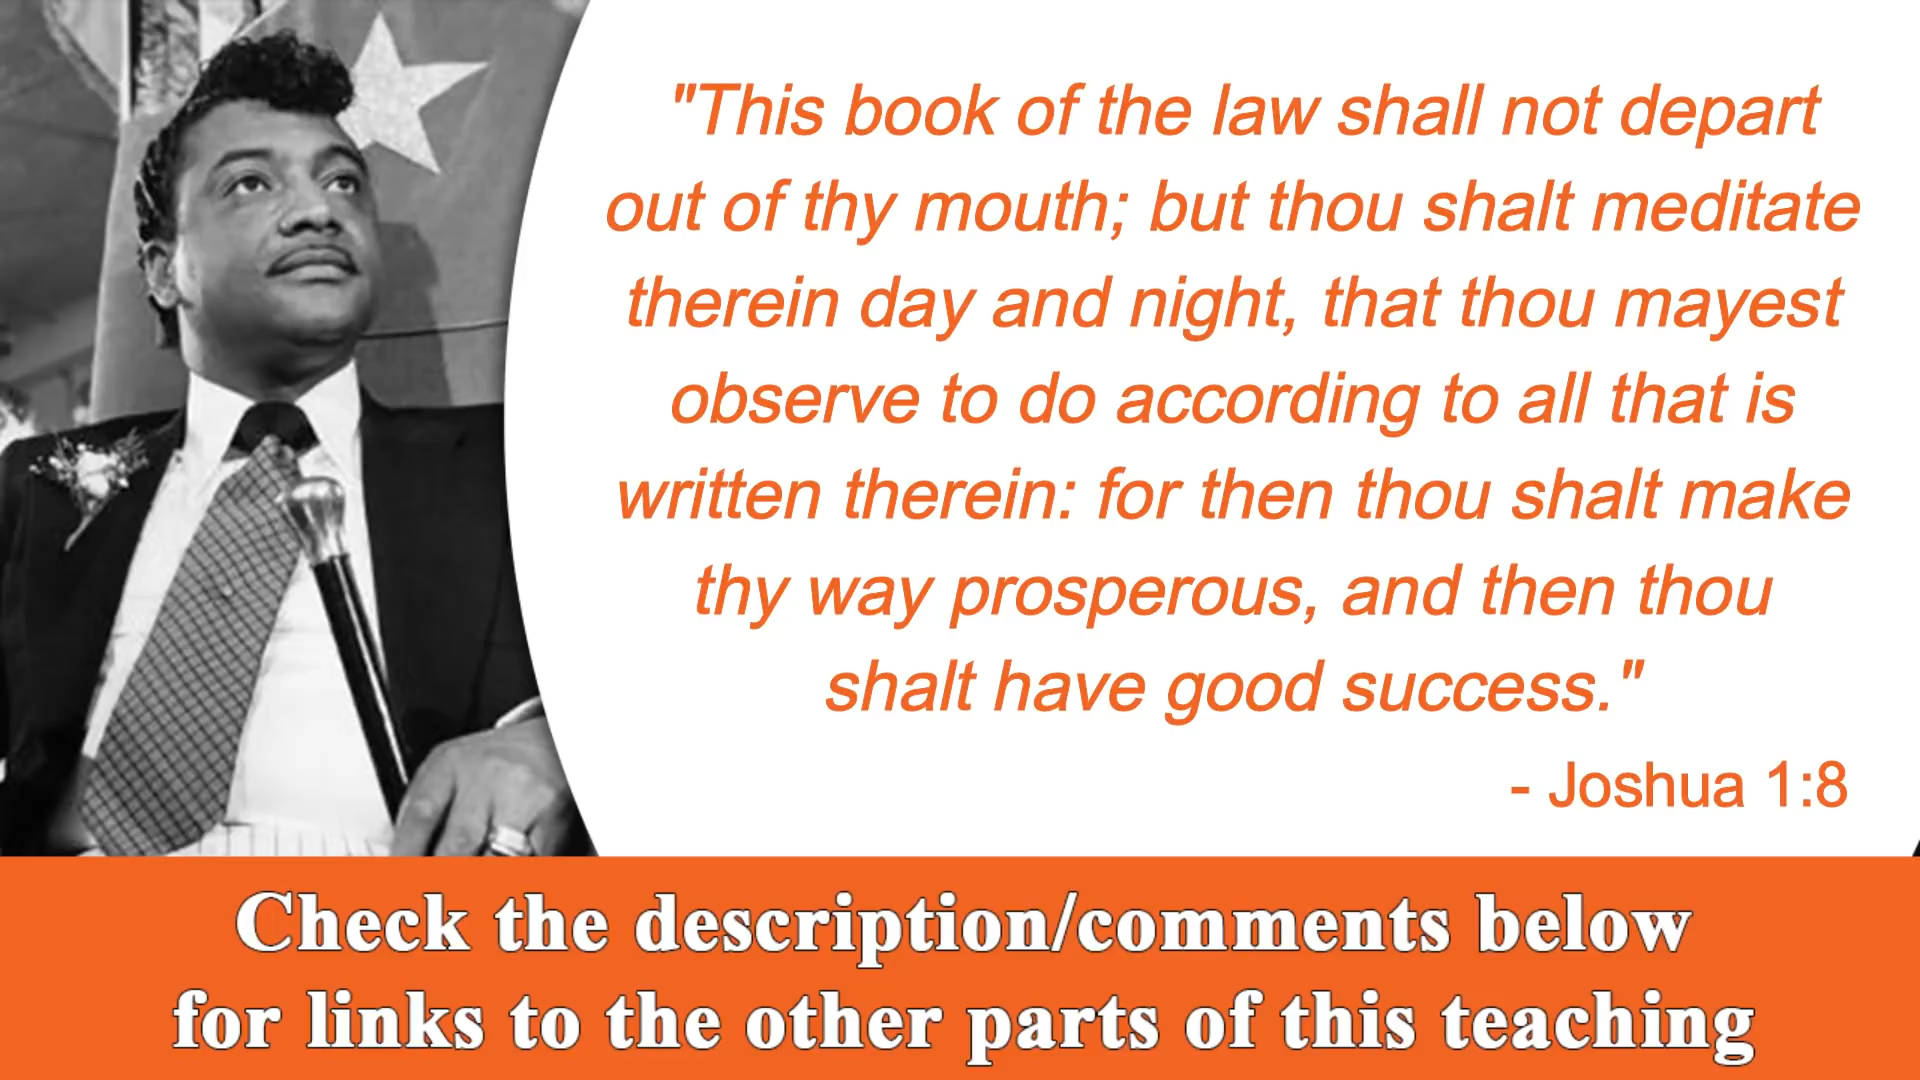 "This book of the law shall not depart
out of thy mouth; but thou shalt meditate
therein day and night, that thou mayest
observe to do according to all that is
written therein: for then thou shalt make
thy way prosperous, and then thou
shalt have good success."
- Joshua 1:8
Check the description/comments below
for links to the other parts of this teaching